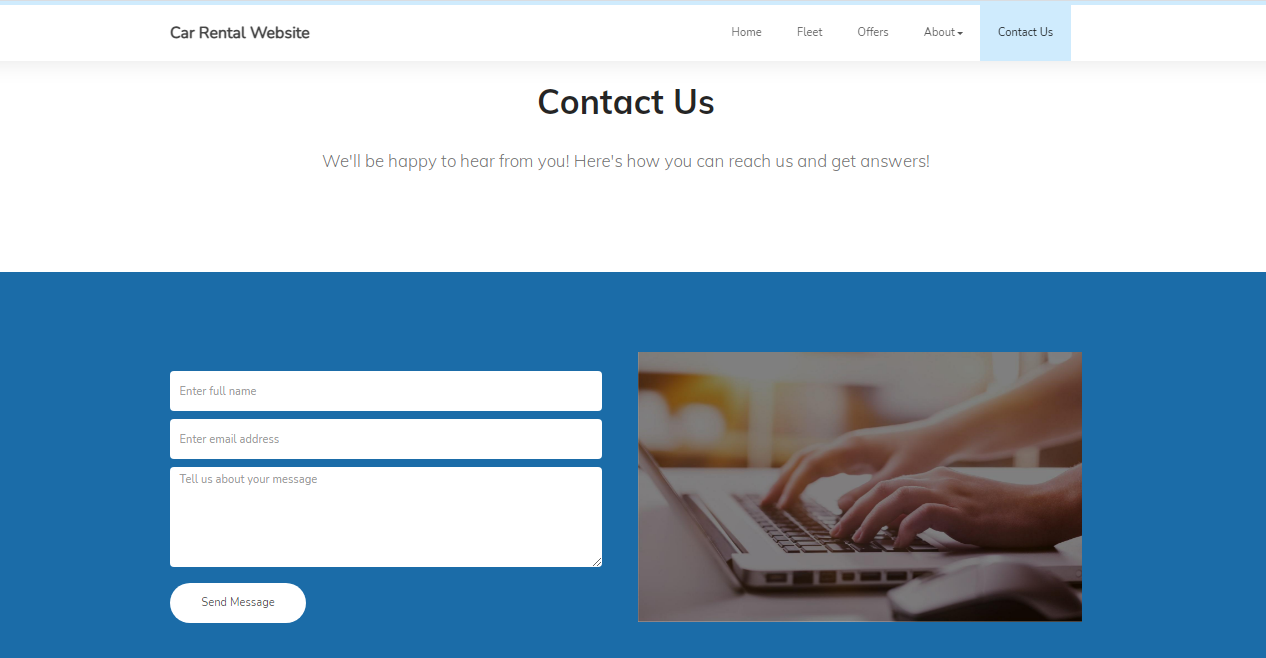 Car Rental Website
Home Fleet Offers About Contact Us
Contact Us
We'll be happy to hear from you! Here's how you can reach us and get answers!
Enter full name
Enter email address
Tell us about your message
Send Message